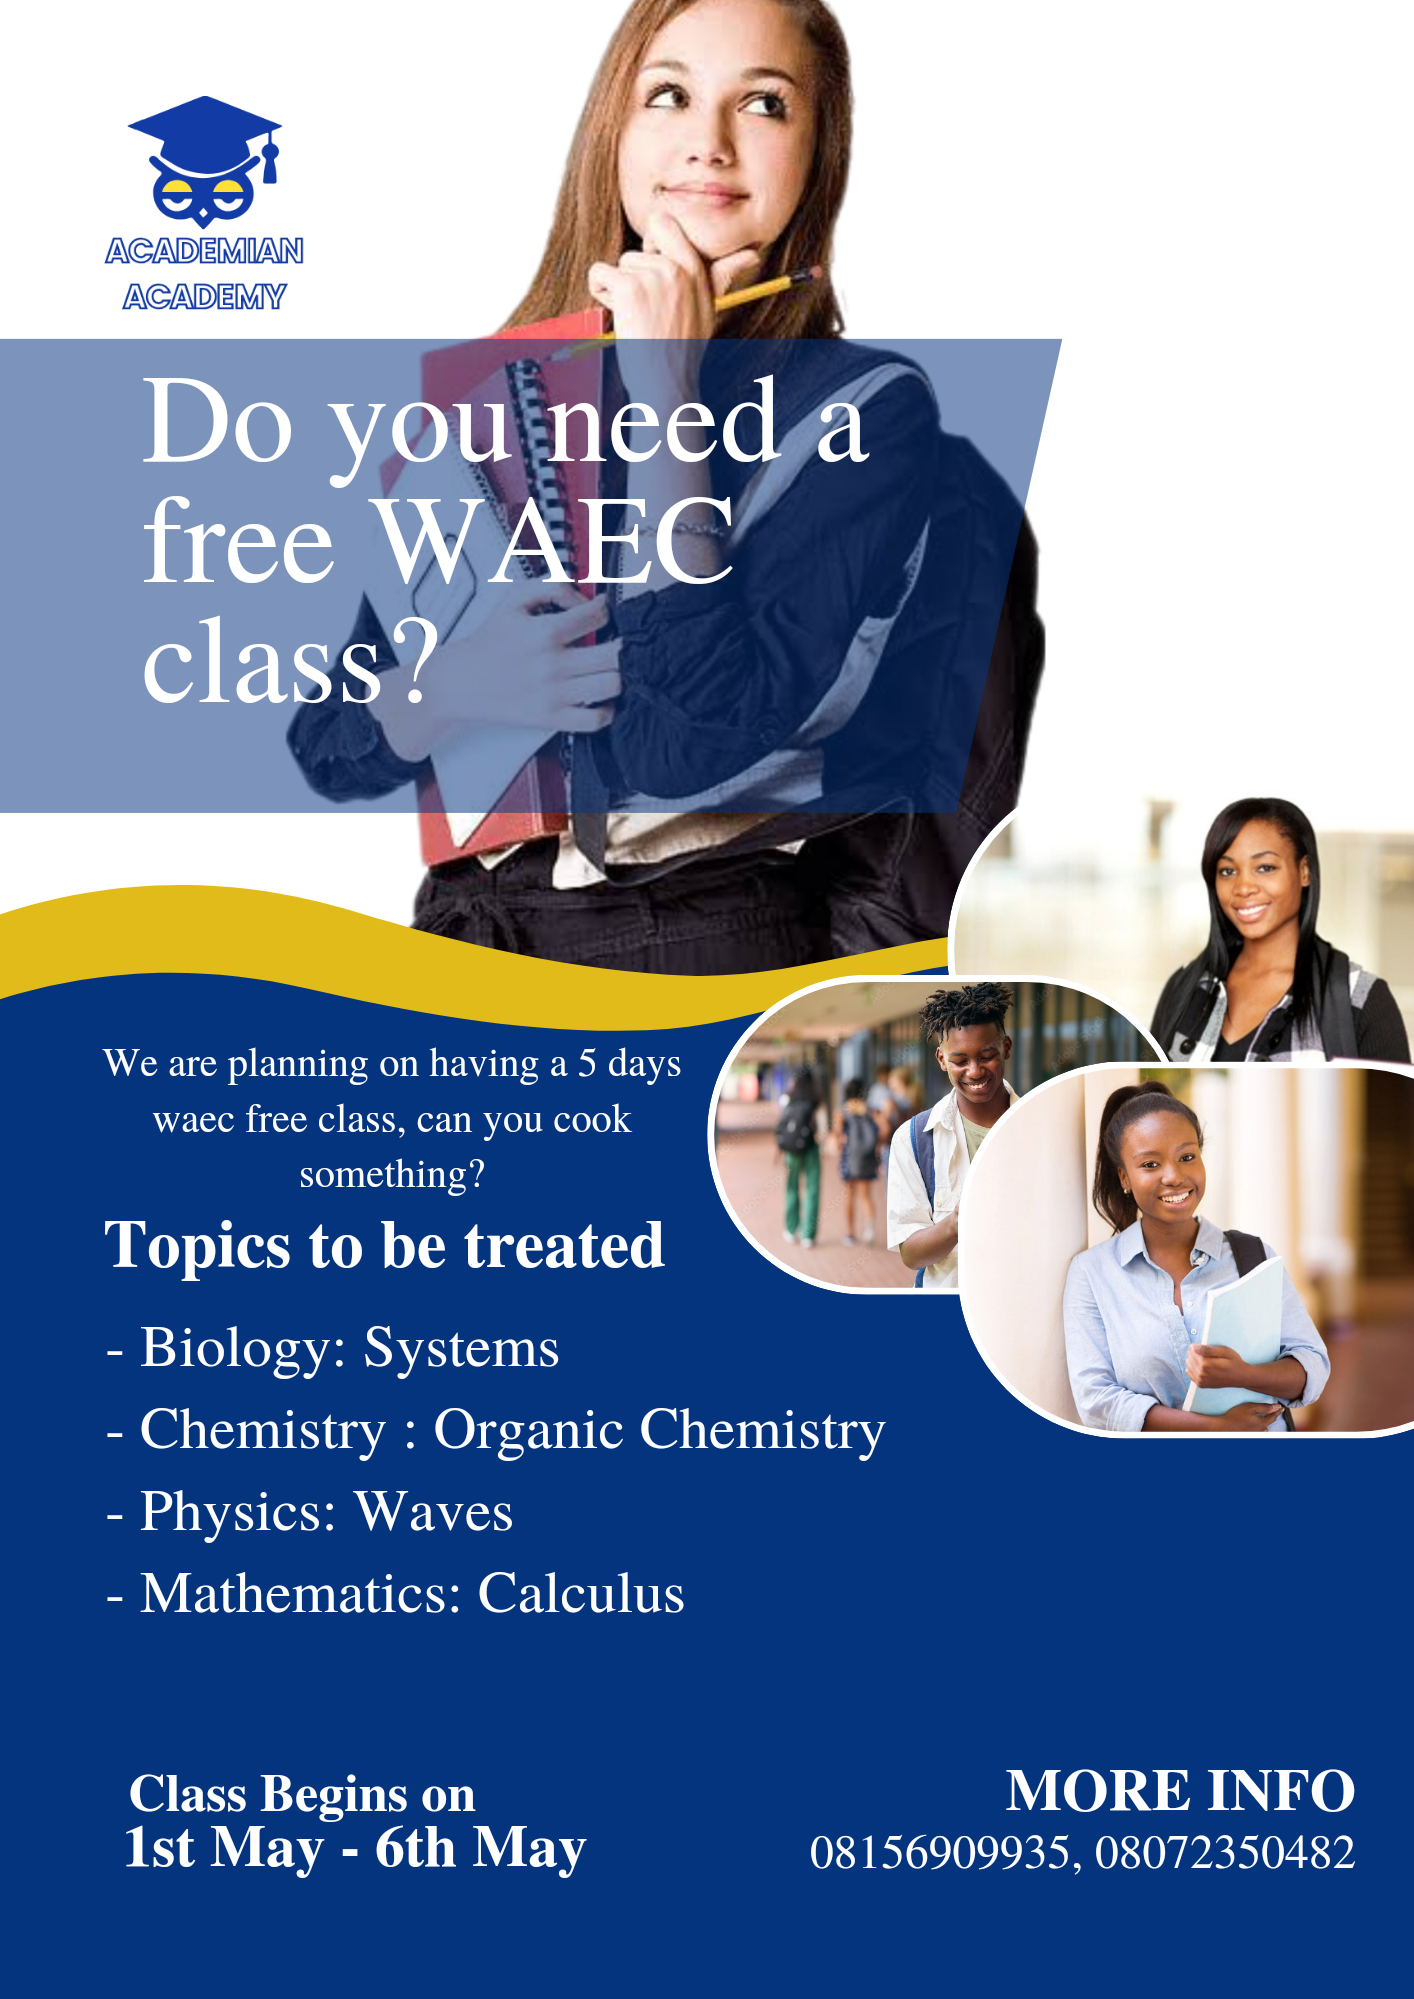 ACADEMIAN
ACADEMY
Do you need a
free WAEC
class?
We are planning on having a 5 days
waec free class, can you cook
something?
Topics to be treated
- Biology: Systems
- Chemistry : Organic Chemistry
- Physics: Waves
- Mathematics: Calculus
Class Begins on
1st May - 6th May
MORE INFO
08156909935, 08072350482